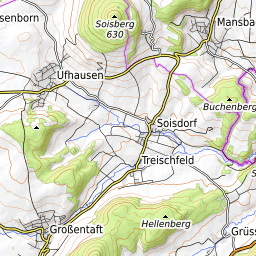 senborn
Soisberg
630
Mansba
Ufhausen
Buchenberg
Soisdorf
Treischfeld
Hellenberg
Großentaft
Grüss
S